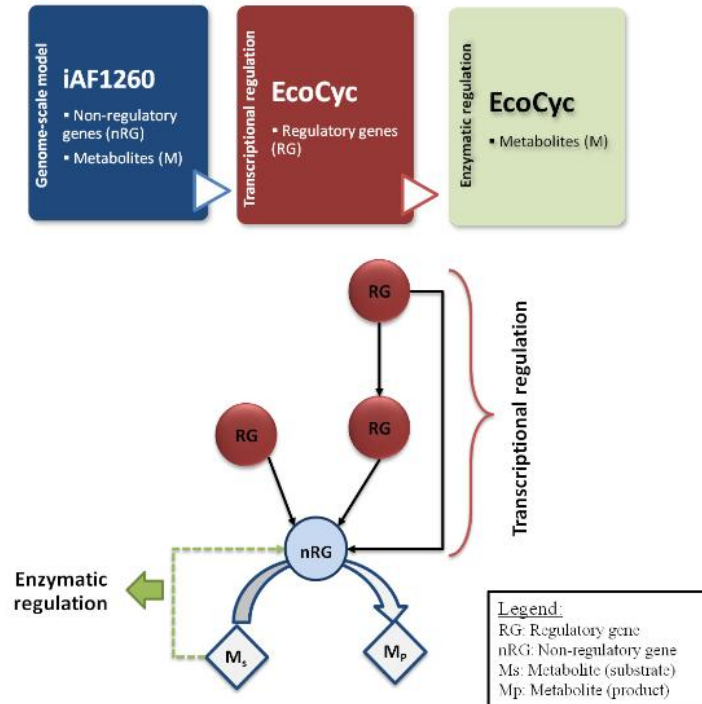 Genome-scale model
iAF1260
▪ Non-regulatory
genes (nRG)
▪ Metabolites (M)
Transcriptional regulation
EcoCyc
▪ Regulatory genes
(RG)
Enzymatic regulation
EcoCyc
▪ Metabolites (M)
RG
RG
RG
Transcriptional regulation
nRG
Enzymatic
regulation
Ms
Mp
Legend:
RG: Regulatory gene
nRG: Non-regulatory gene
Ms: Metabolite (substrate)
Mp: Metabolite (product)